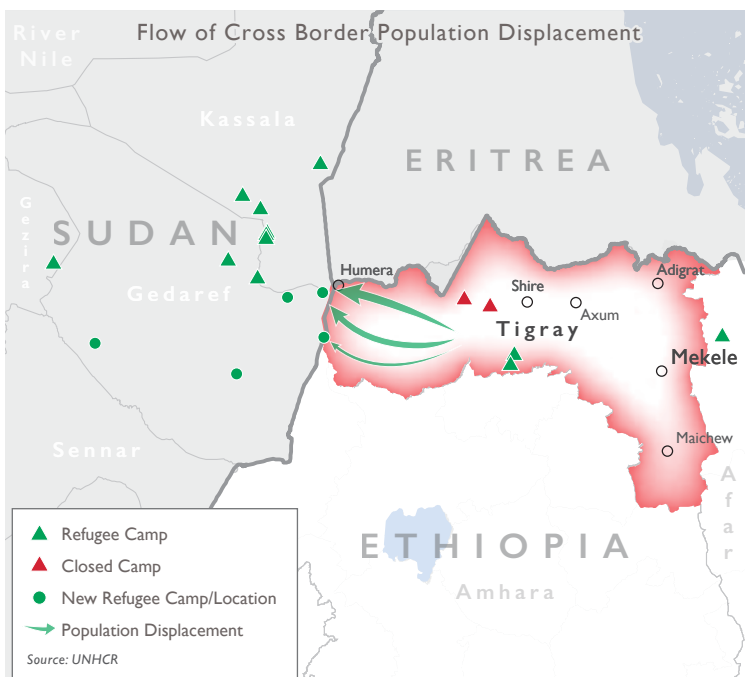 Flow of Cross Border Population Displacement
River
Nile
Kassala
ERITREA
Gezira
SUDAN
Humera
Adigrat
Shire
Gedaref
Axum
Tigray
Mekele
Maichew
Sennar
Afar
ETHIOPIA
Amhara
Refugee Camp
Closed Camp
New Refugee Camp/Location
Population Displacement
Source: UNHCR